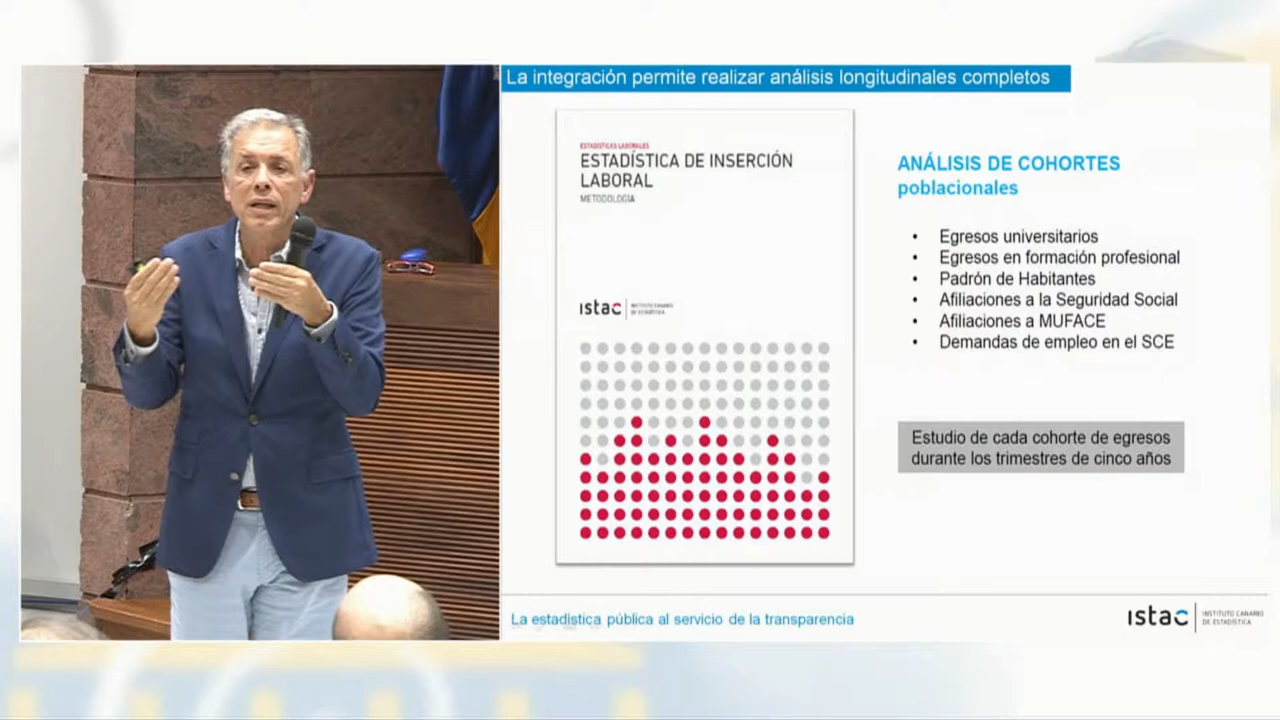 La integración permite realizar análisis longitudinales completos
ESTADÍSTICAS LABORALES
ESTADÍSTICA DE INSERCIÓN
LABORAL
METODOLOGÍA
istac
INSTITUTO CANARIO
DE ESTADÍSTICA
ANÁLISIS DE COHORTES
poblacionales
• Egresos universitarios
• Egresos en formación profesional
• Padrón de Habitantes
• Afiliaciones a la Seguridad Social
• Afiliaciones a MUFACE
• Demandas de empleo en el SCE
Estudio de cada cohorte de egresos
durante los trimestres de cinco años
La estadística pública al servicio de la transparencia
istac
INSTITUTO CANARIO
DE ESTADÍSTICA